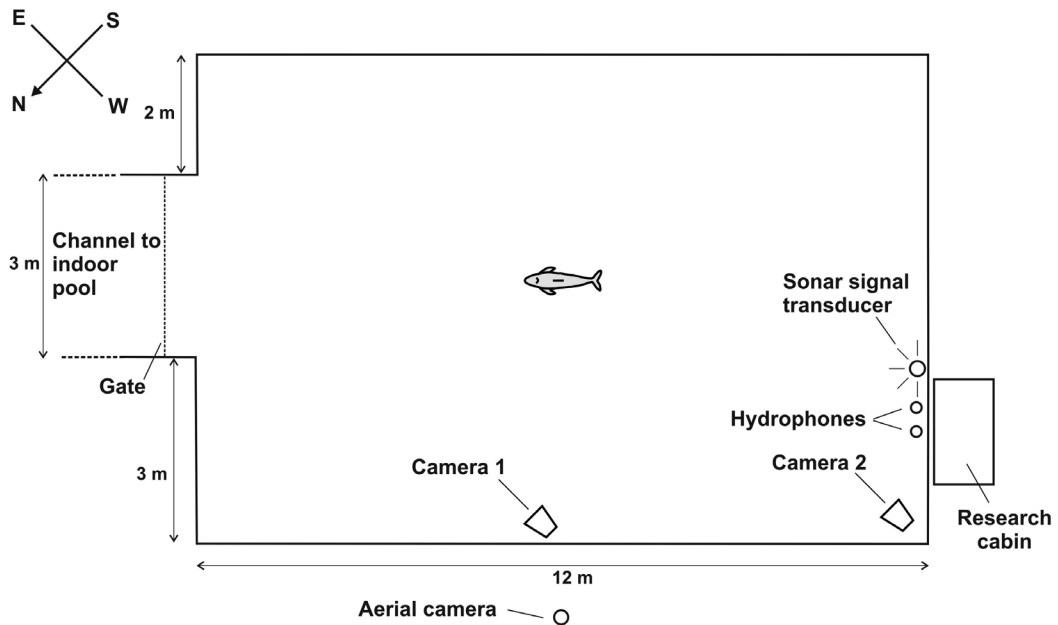 E
S
N
W
2 m
3 m
Channel to
indoor
pool
Gate
3 m
Sonar signal
transducer
Hydrophones
Camera 1
Camera 2
Research
cabin
12 m
Aerial camera